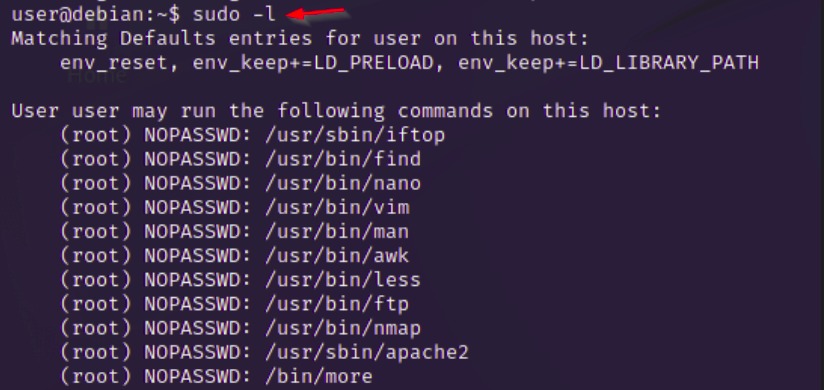 user@debian:~$ sudo -l
Matching Defaults entries for user on this host:
env_reset, env_keep+=LD_PRELOAD, env_keep+=LD_LIBRARY_PATH
Home
User user may run the following commands on this host:
(root) NOPASSWD: /usr/sbin/iftop
(root) NOPASSWD: /usr/bin/find
(root) NOPASSWD: /usr/bin/nano
(root) NOPASSWD: /usr/bin/vim
(root) NOPASSWD: /usr/bin/man
(root) NOPASSWD: /usr/bin/awk
(root) NOPASSWD: /usr/bin/less
(root) NOPASSWD: /usr/bin/ftp
(root) NOPASSWD: /usr/bin/nmap
(root) NOPASSWD: /usr/sbin/apache2
(root) NOPASSWD: /bin/more